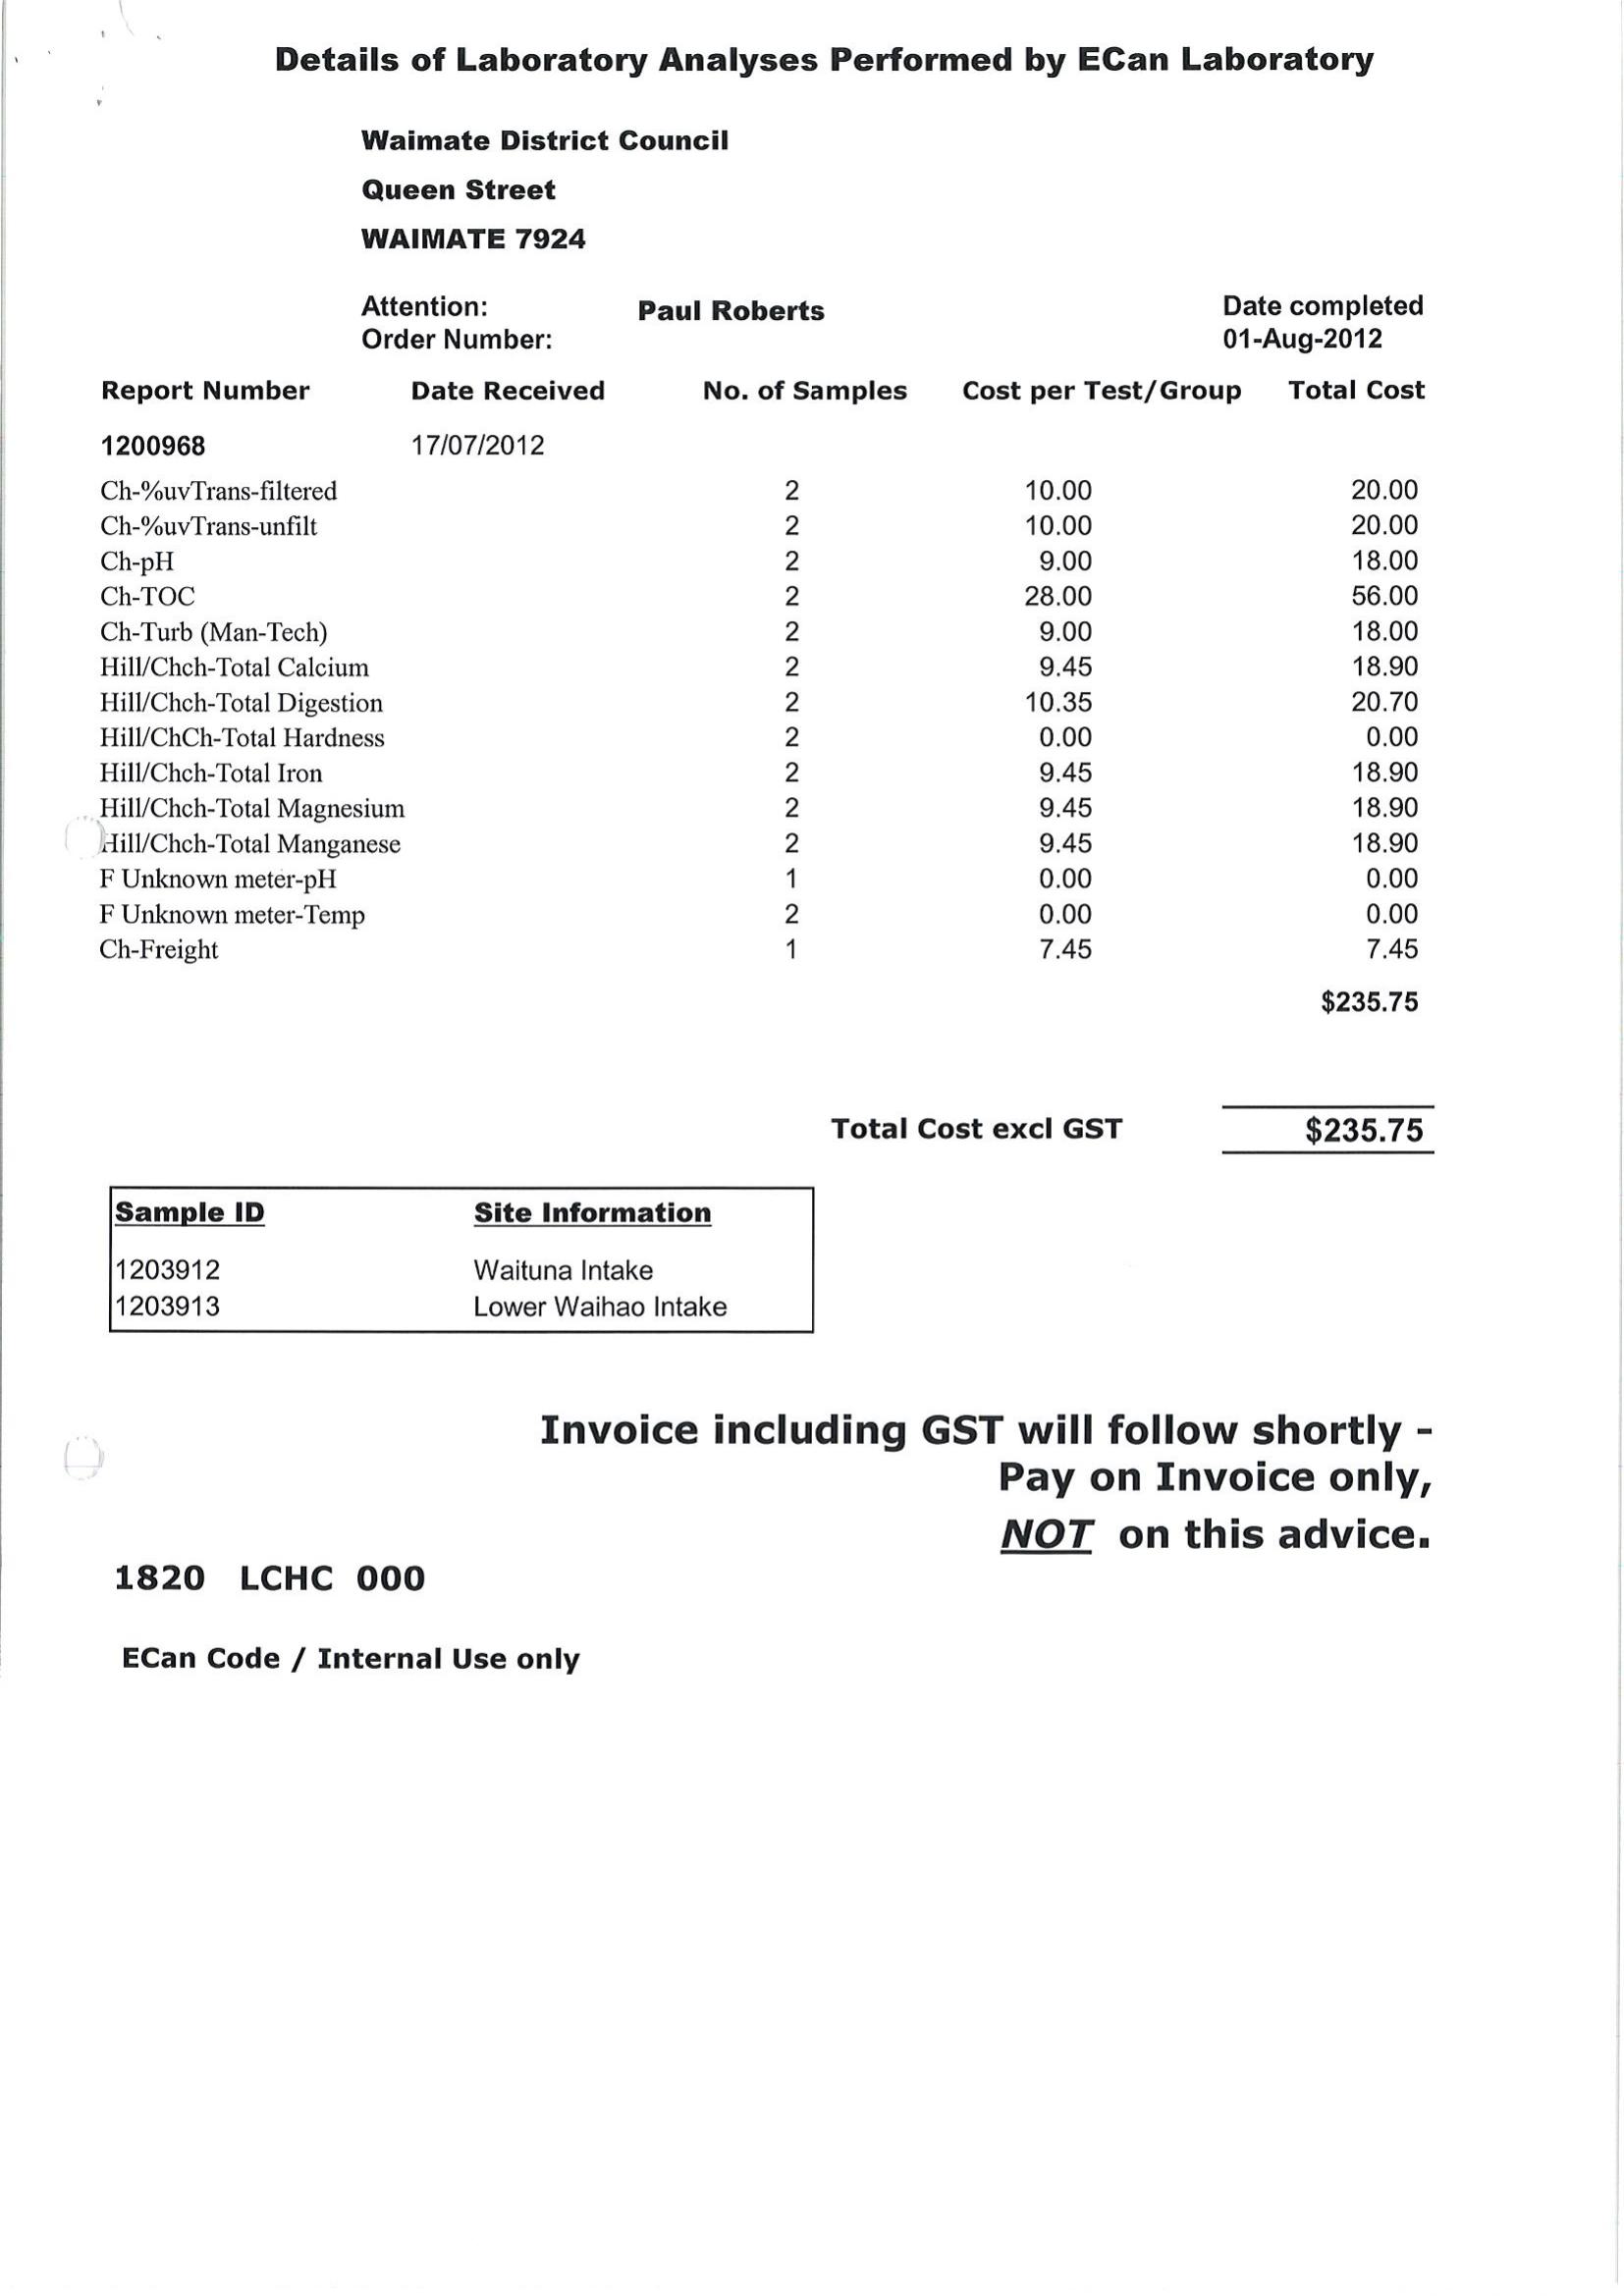 Details of Laboratory Analyses Performed by ECan Laboratory
Waimate District Council
Queen Street
WAIMATE 7924
Attention: Paul Roberts Date completed
Order Number: 01-Aug-2012
Report Number Date Received No. of Samples Cost per Test/Group Total Cost
1200968 17/07/2012
Ch-%uvTrans-filtered 2 10.00 20.00
Ch-%uvTrans-unfilt 2 10.00 20.00
Ch-pH 2 9.00 18.00
Ch-TOC 2 28.00 56.00
Ch-Turb (Man-Tech) 2 9.00 18.00
Hill/Chch-Total Calcium 2 9.45 18.90
Hill/Chch-Total Digestion 2 10.35 20.70
Hill/ChCh-Total Hardness 2 0.00 0.00
Hill/Chch-Total Iron 2 9.45 18.90
Hill/Chch-Total Magnesium 2 9.45 18.90
Hill/Chch-Total Manganese 2 9.45 18.90
F Unknown meter-pH 1 0.00 0.00
F Unknown meter-Temp 2 0.00 0.00
Ch-Freight 1 7.45 7.45
$235.75
Total Cost excl GST $235.75
Sample ID Site Information
1203912 Waituna Intake
1203913 Lower Waihao Intake
Invoice including GST will follow shortly -
Pay on Invoice only,
NOT on this advice.
1820 LCHC 000
ECan Code / Internal Use only